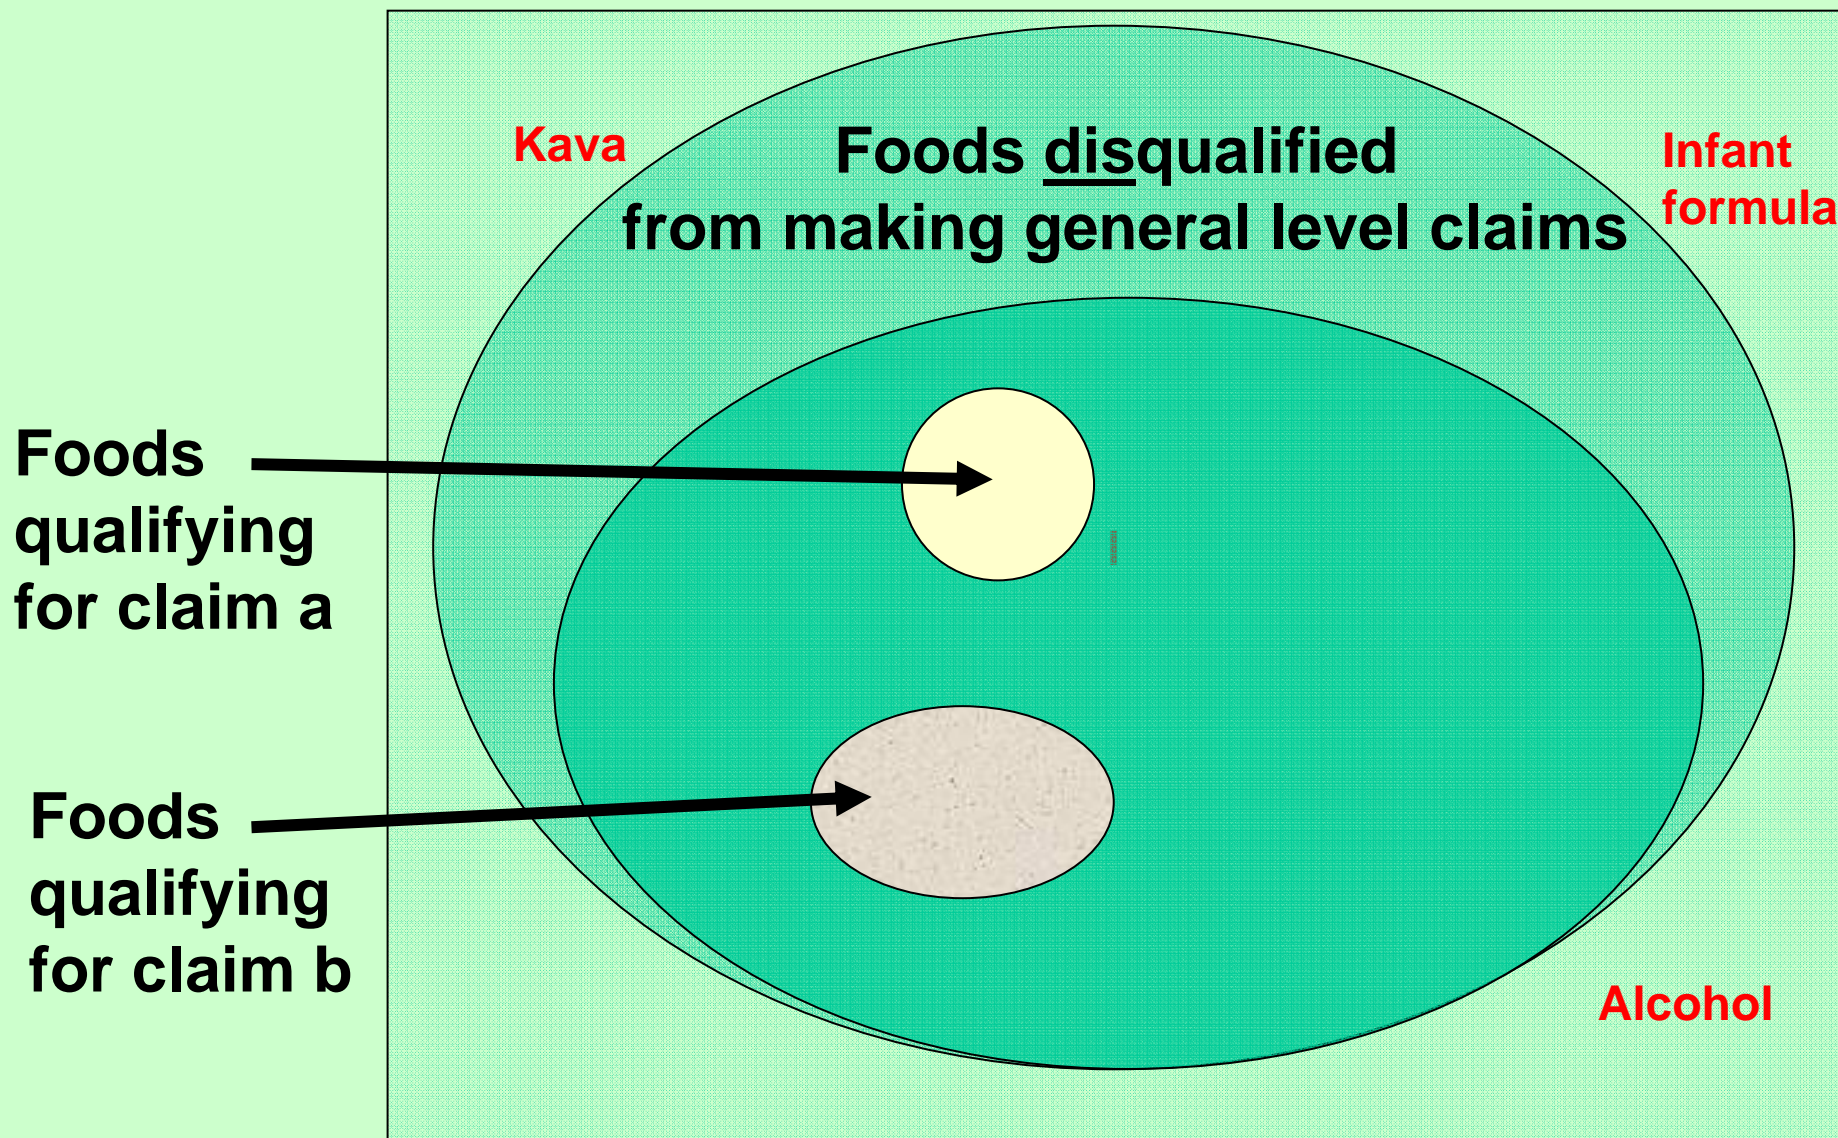 Kava
Foods disqualified
from making general level claims
Infant
formula
Foods
qualifying
for claim a
Foods
qualifying
for claim b
Alcohol